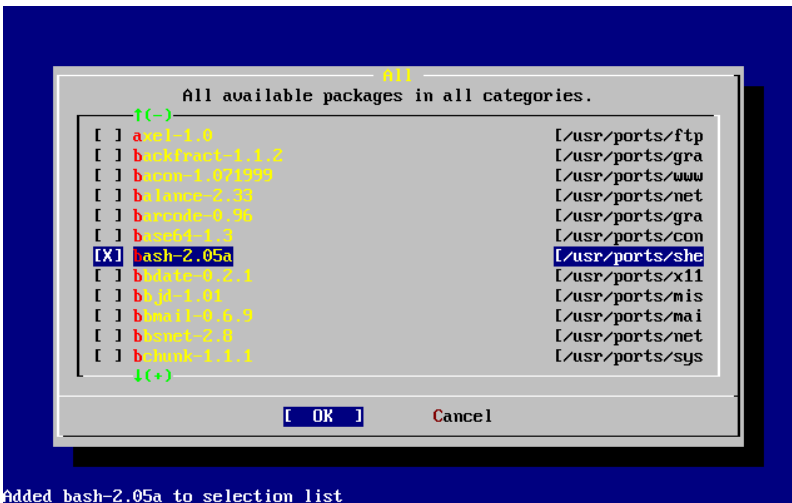 All
All available packages in all categories.
↑(-)
[ ] axel-1.0 [/usr/ports/ftp
[ ] backfract-1.1.2 [/usr/ports/gra
[ ] bacon-1.071999 [/usr/ports/www
[ ] balance-2.33 [/usr/ports/net
[ ] barcode-0.96 [/usr/ports/gra
[ ] base64-1.3 [/usr/ports/con
[X] bash-2.05a [/usr/ports/she
[ ] bbdate-0.2.1 [/usr/ports/x11
[ ] bbjd-1.01 [/usr/ports/mis
[ ] bbmail-0.6.9 [/usr/ports/mai
[ ] bbsnet-2.8 [/usr/ports/net
[ ] bchunk-1.1.1 [/usr/ports/sys
↓(+)
[ OK ] Cancel
Added bash-2.05a to selection list